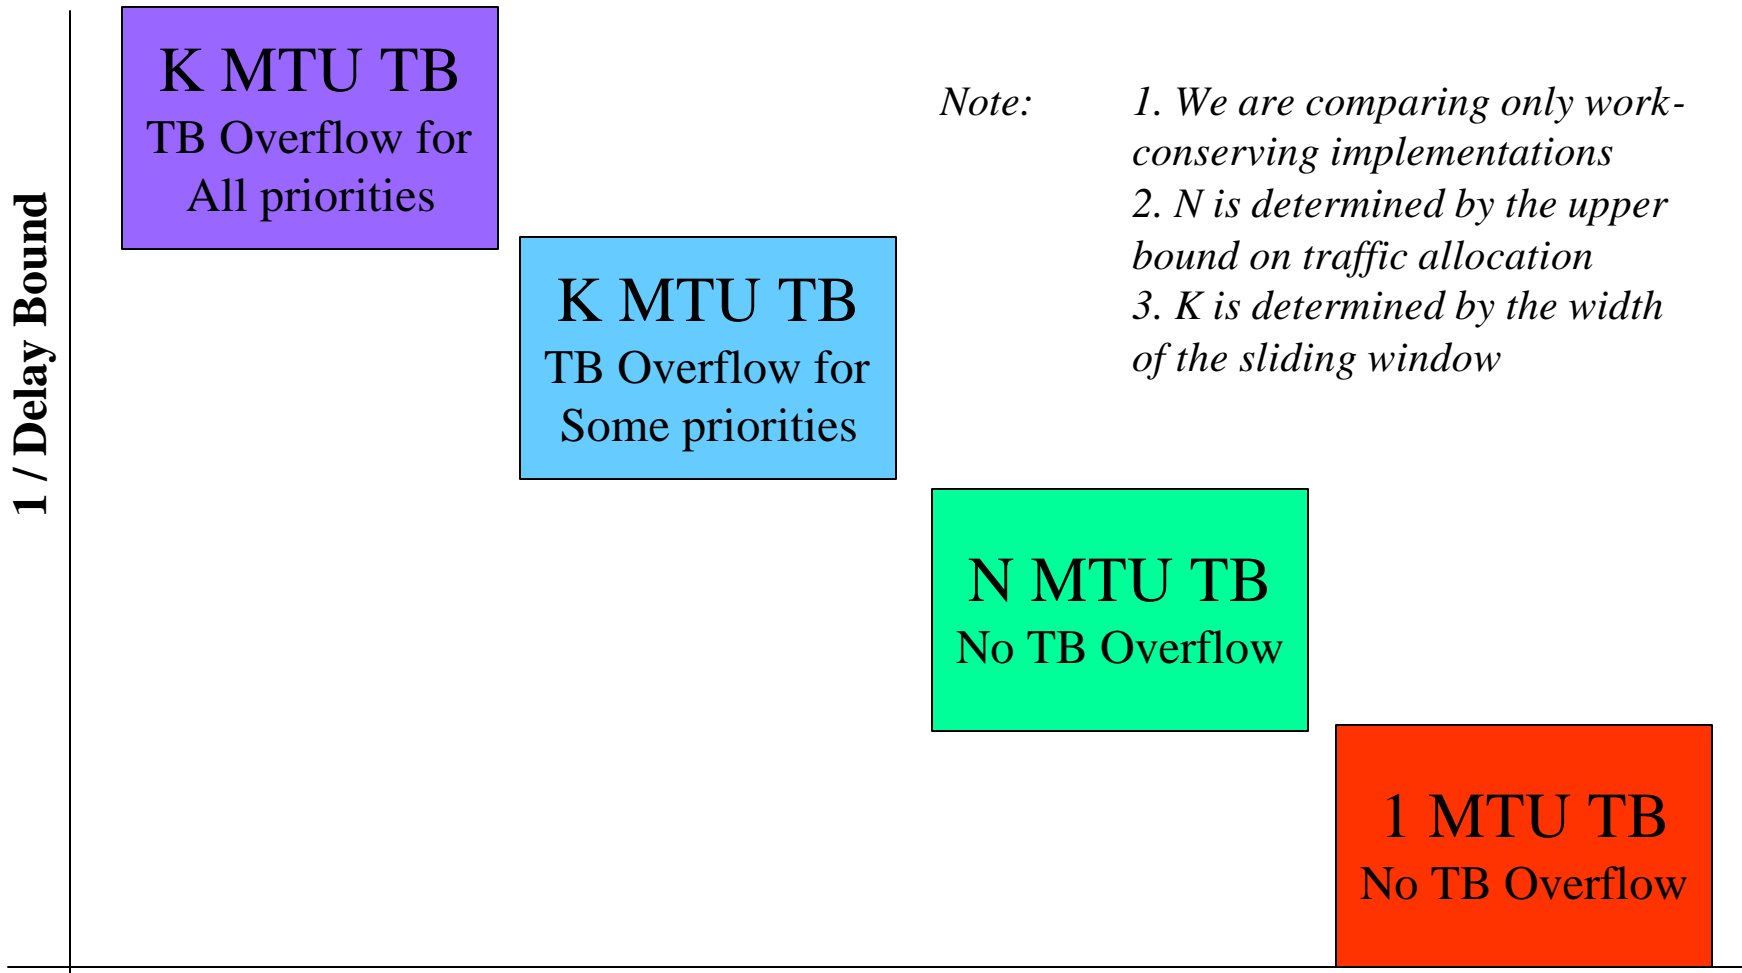 1 / Delay Bound
K MTU TB
TB Overflow for
All priorities
K MTU TB
TB Overflow for
Some priorities
N MTU TB
No TB Overflow
1 MTU TB
No TB Overflow
Note: 1. We are comparing only work-
conserving implementations
2. N is determined by the upper
bound on traffic allocation
3. K is determined by the width
of the sliding window